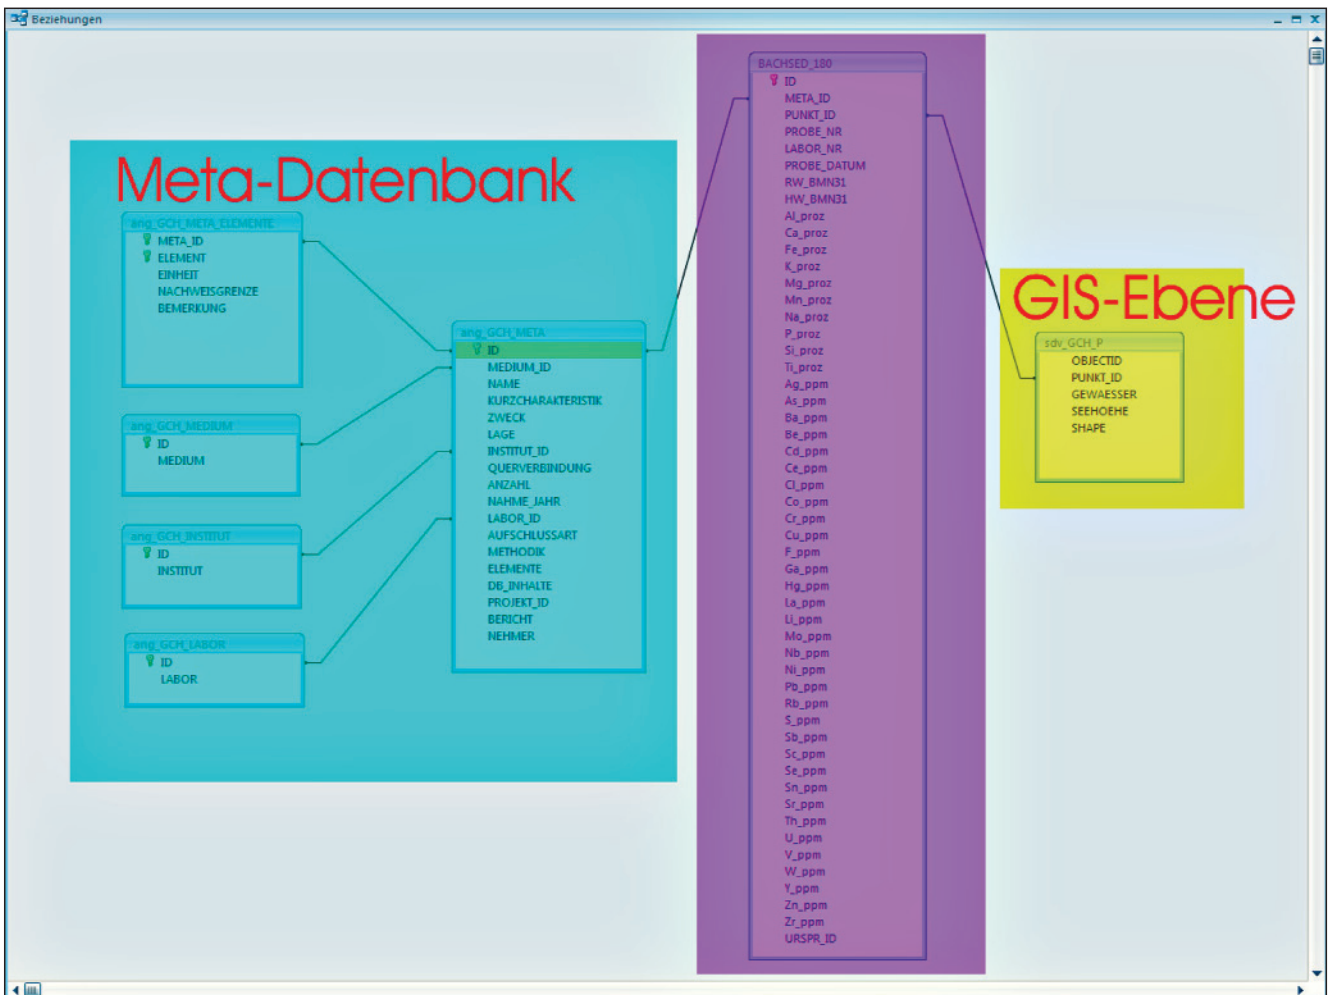 Beziehungen
Meta-Datenbank
ang_GCH_META_ELEMENTE
META_ID
ELEMENT
EINHEIT
NACHWEISGRENZE
BEMERKUNG
ang_GCH_MEDIUM
ID
MEDIUM
ang_GCH_INSTITUT
ID
INSTITUT
ang_GCH_LABOR
ID
LABOR
ang_GCH_META
ID
MEDIUM_ID
NAME
KURZCHARAKTERISTIK
ZWECK
LAGE
INSTITUT_ID
QUERVERBINDUNG
ANZAHL
NAHME_JAHR
LABOR_ID
AUFSCHLUSSART
METHODIK
ELEMENTE
DB_INHALTE
PROJEKT_ID
BERICHT
NEHMER
BACHSED_180
ID
META_ID
PUNKT_ID
PROBE_NR
LABOR_NR
PROBE_DATUM
RW_BMN31
HW_BMN31
Al_proz
Ca_proz
Fe_proz
K_proz
Mg_proz
Mn_proz
Na_proz
P_proz
Si_proz
Ti_proz
Ag_ppm
As_ppm
Ba_ppm
Be_ppm
Cd_ppm
Ce_ppm
Cl_ppm
Co_ppm
Cr_ppm
Cu_ppm
F_ppm
Ga_ppm
Hg_ppm
La_ppm
Li_ppm
Mo_ppm
Nb_ppm
Ni_ppm
Pb_ppm
Rb_ppm
S_ppm
Sb_ppm
Sc_ppm
Se_ppm
Sn_ppm
Sr_ppm
Th_ppm
U_ppm
V_ppm
W_ppm
Y_ppm
Zn_ppm
Zr_ppm
URSPR_ID
GIS-Ebene
sdv_GCH_P
OBJECTID
PUNKT_ID
GEWAESSER
SEEHOEHE
SHAPE